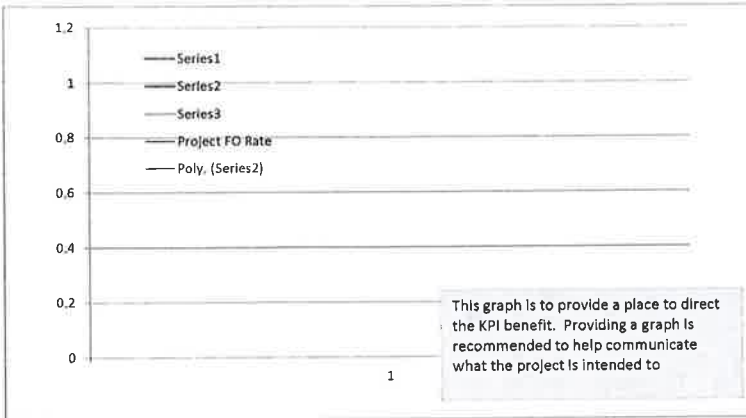 1,2
1
0,8
0,6
0,4
0,2
0
Series1
Series2
Series3
Project FO Rate
Poly. (Series2)
1
This graph is to provide a place to direct
the KPI benefit.  Providing a graph is
recommended to help communicate
what the project is intended to